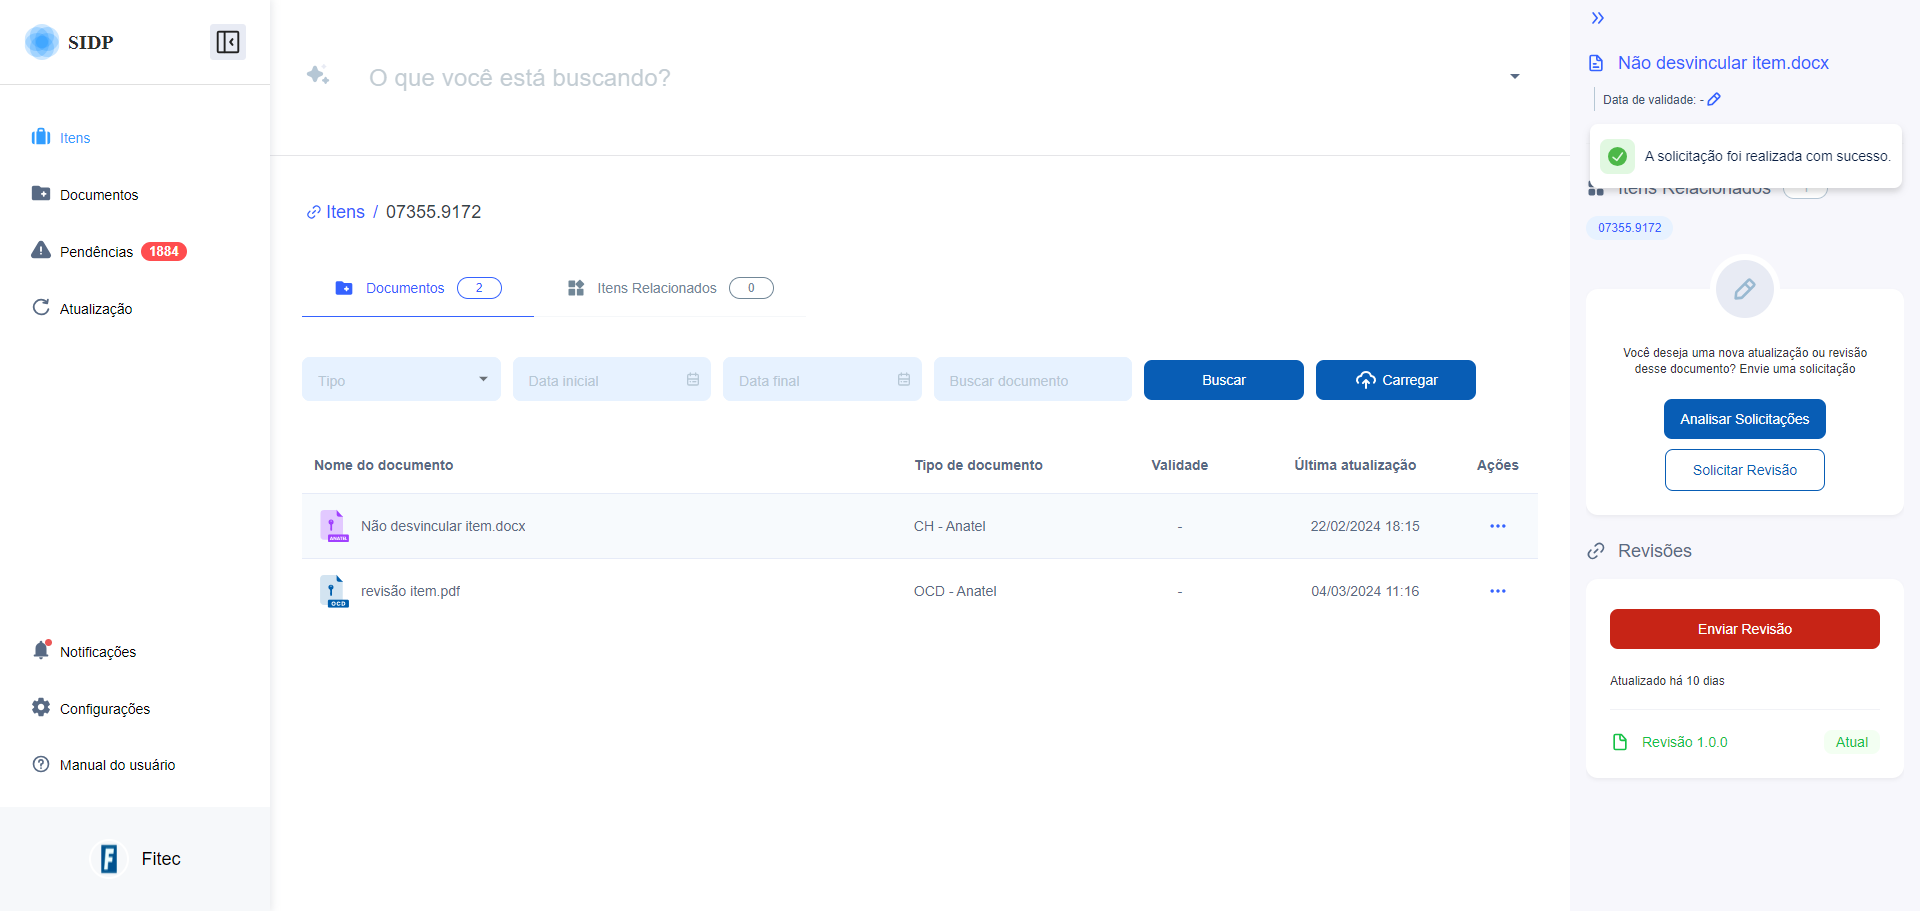 SIDP
Itens
Documentos
Pendências 1884
Atualização
Notificações
Configurações
Manual do usuário
Fitec
O que você está buscando?
Itens / 07355.9172
Documentos 2
Itens Relacionados 0
Tipo
Data inicial
Data final
Buscar documento
Buscar
Carregar
Nome do documento Tipo de documento Validade Última atualização Ações
ANATEL Não desvincular item.docx CH - Anatel - 22/02/2024 18:15
OCD revisão item.pdf OCD - Anatel - 04/03/2024 11:16
Não desvincular item.docx
Data de validade: -
A solicitação foi realizada com sucesso.
Itens Relacionados
07355.9172
Você deseja uma nova atualização ou revisão
desse documento? Envie uma solicitação
Analisar Solicitações
Solicitar Revisão
Revisões
Enviar Revisão
Atualizado há 10 dias
Revisão 1.0.0 Atual